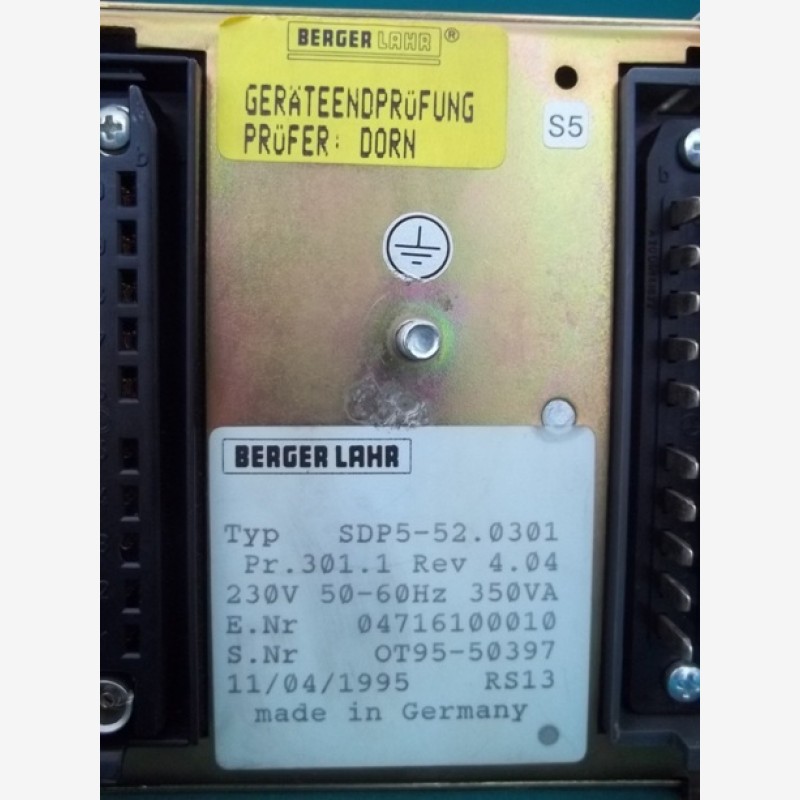 BERGER LAHR ®
GERÄTEENDPRÜFUNG
PRÜFER: DORN
S5
BERGER LAHR
Typ SDP5-52.0301
Pr.301.1 Rev 4.04
230V 50-60Hz 350VA
E.Nr 04716100010
S.Nr OT95-50397
11/04/1995 RS13
made in Germany